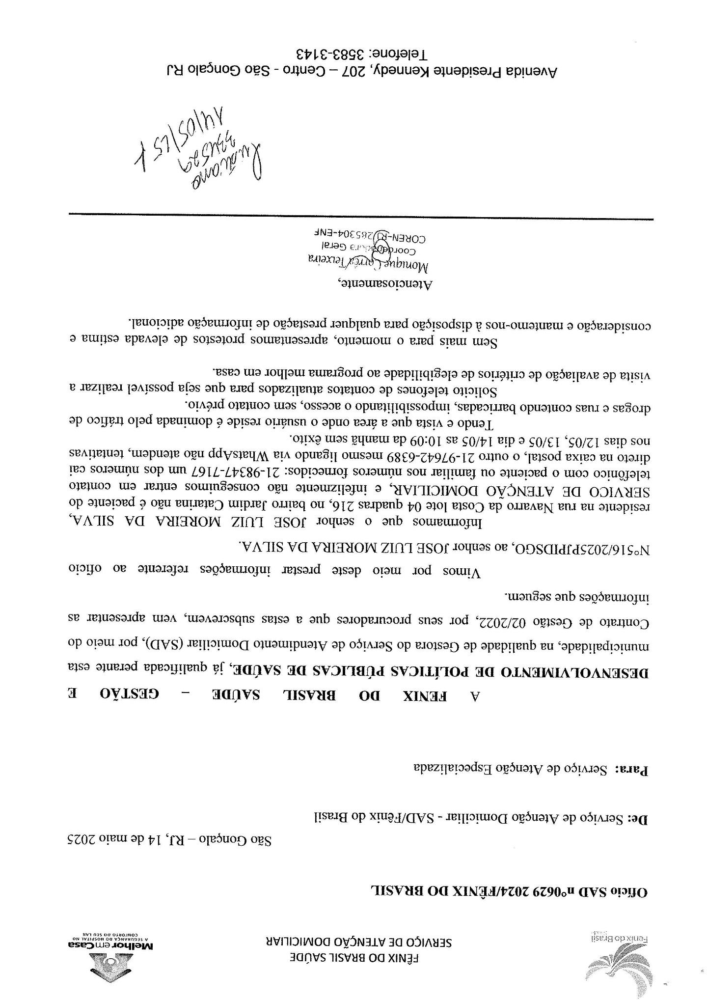 Fênix do Brasil
FÊNIX DO BRASIL SAÚDE
SERVIÇO DE ATENÇÃO DOMICILIAR
Melhor em Casa
A SEGURANÇA DO HOSPITAL NO
CONFORTO DO SEU LAR
Ofício SAD nº0629 2024/FÊNIX DO BRASIL
São Gonçalo – RJ, 14 de maio 2025
De: Serviço de Atenção Domiciliar - SAD/Fênix do Brasil
Para: Serviço de Atenção Especializada
A FENIX DO BRASIL SAÚDE – GESTÃO E
DESENVOLVIMENTO DE POLÍTICAS PÚBLICAS DE SAÚDE, já qualificada perante esta
municipalidade, na qualidade de Gestora do Serviço de Atendimento Domiciliar (SAD), por meio do
Contrato de Gestão 02/2022, por seus procuradores que a estas subscrevem, vem apresentar as
informações que seguem.
Vimos por meio deste prestar informações referente ao oficio
Nº516/2025PJPIDSGO, ao senhor JOSE LUIZ MOREIRA DA SILVA.
Informamos que o senhor JOSE LUIZ MOREIRA DA SILVA,
residente na rua Navarro da Costa lote 04 quadras 216, no bairro Jardim Catarina não é paciente do
SERVICO DE ATENÇÃO DOMICILIAR, e infelizmente não conseguimos entrar em contato
telefônico com o paciente ou familiar nos números fornecidos: 21-98347-7167 um dos números cai
direto na caixa postal, o outro 21-97642-6389 mesmo ligando via WhatsApp não atendem, tentativas
nos dias 12/05, 13/05 e dia 14/05 as 10:09 da manhã sem êxito.
Tendo e vista que a área onde o usuário reside é dominada pelo tráfico de
drogas e ruas contendo barricadas, impossibilitando o acesso, sem contato prévio.
Solicito telefones de contatos atualizados para que seja possível realizar a
visita de avaliação de critérios de elegibilidade ao programa melhor em casa.
Sem mais para o momento, apresentamos protestos de elevada estima e
consideração e mantemo-nos à disposição para qualquer prestação de informação adicional.
Atenciosamente,
Monique Corrêa Teixeira
Coordenadora Geral
COREN-RJ 285304-ENF
14/05/25
Avenida Presidente Kennedy, 207 – Centro - São Gonçalo RJ
Telefone: 3583-3143